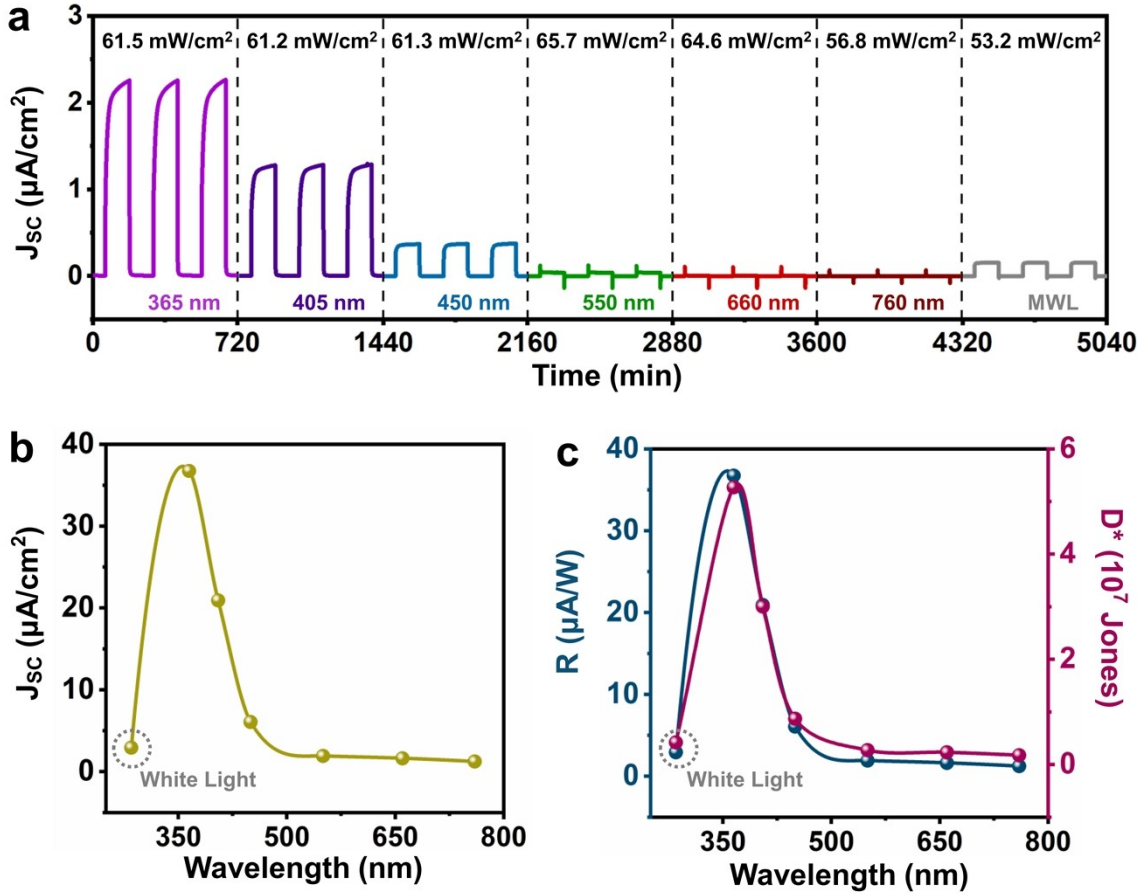 a
61.5 mW/cm² 61.2 mW/cm² 61.3 mW/cm² 65.7 mW/cm² 64.6 mW/cm² 56.8 mW/cm² 53.2 mW/cm²
J_SC (μA/cm²)
3
2
1
0
365 nm 405 nm 450 nm 550 nm 660 nm 760 nm MWL
0 720 1440 2160 2880 3600 4320 5040
Time (min)
b
J_SC (μA/cm²)
40
30
20
10
0
White Light
350 500 650 800
Wavelength (nm)
c
R (μA/W)
40
30
20
10
0
White Light
D* (10⁷ Jones)
6
4
2
0
350 500 650 800
Wavelength (nm)